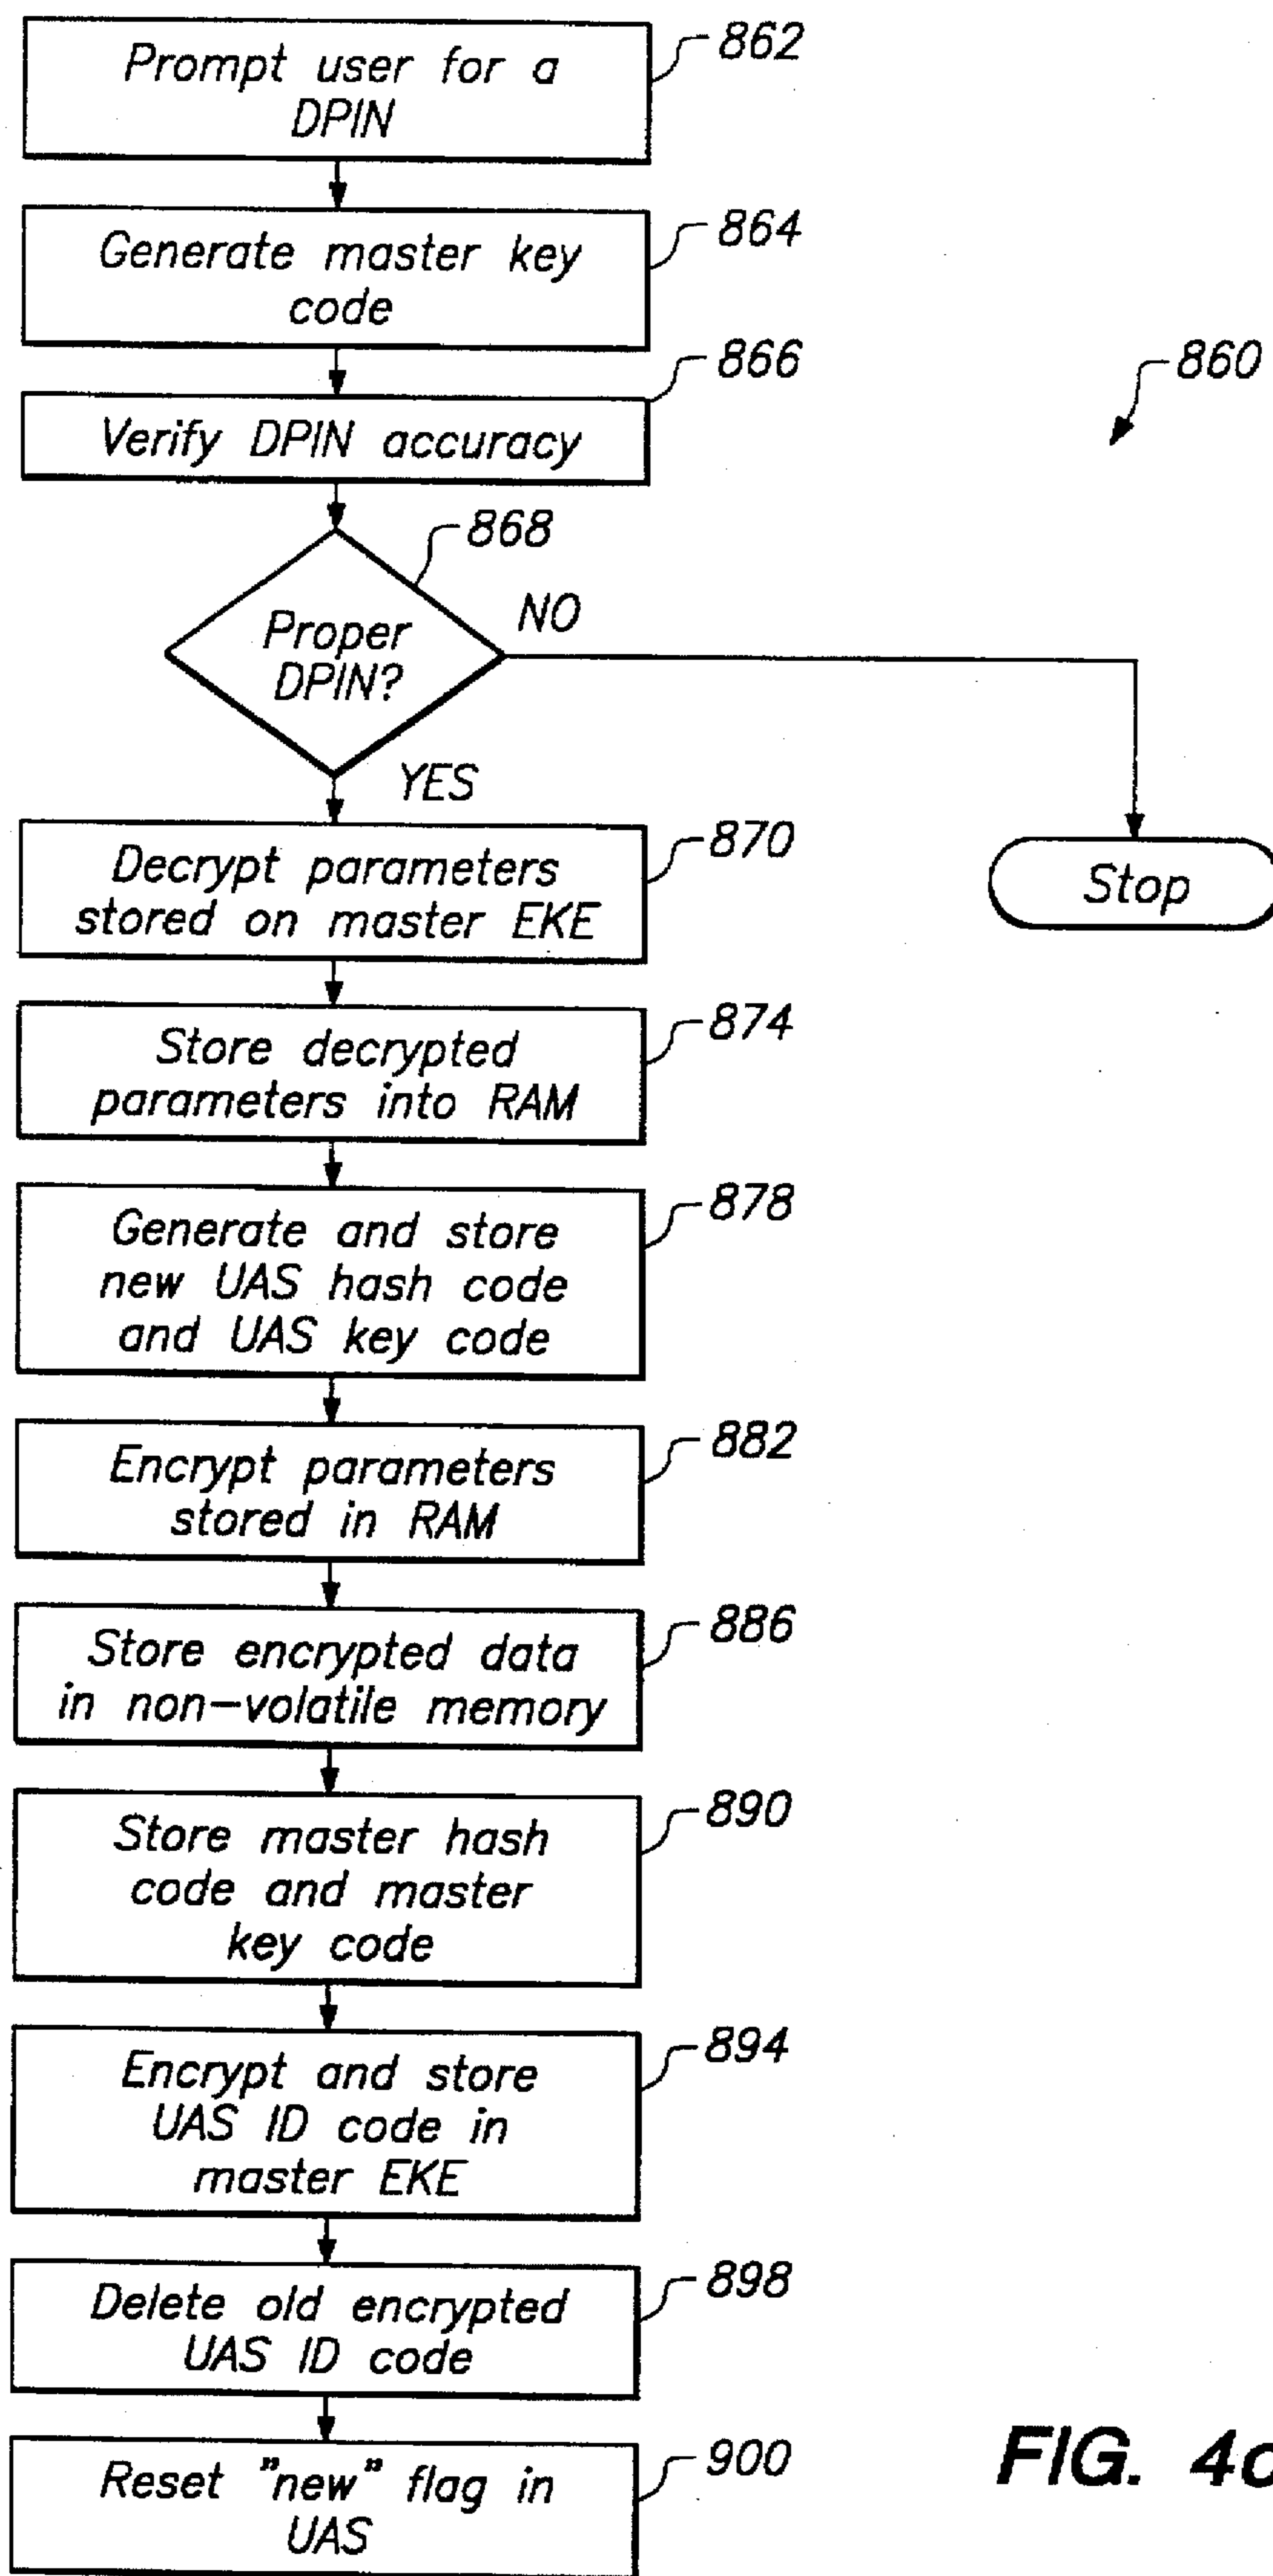 Prompt user for a
DPIN
862
Generate master key
code
864
866
Verify DPIN accuracy
860
868
Proper
DPIN?
NO
YES
Stop
Decrypt parameters
stored on master EKE
870
Store decrypted
parameters into RAM
874
Generate and store
new UAS hash code
and UAS key code
878
Encrypt parameters
stored in RAM
882
Store encrypted data
in non-volatile memory
886
Store master hash
code and master
key code
890
Encrypt and store
UAS ID code in
master EKE
894
Delete old encrypted
UAS ID code
898
Reset "new" flag in
UAS
900
FIG.